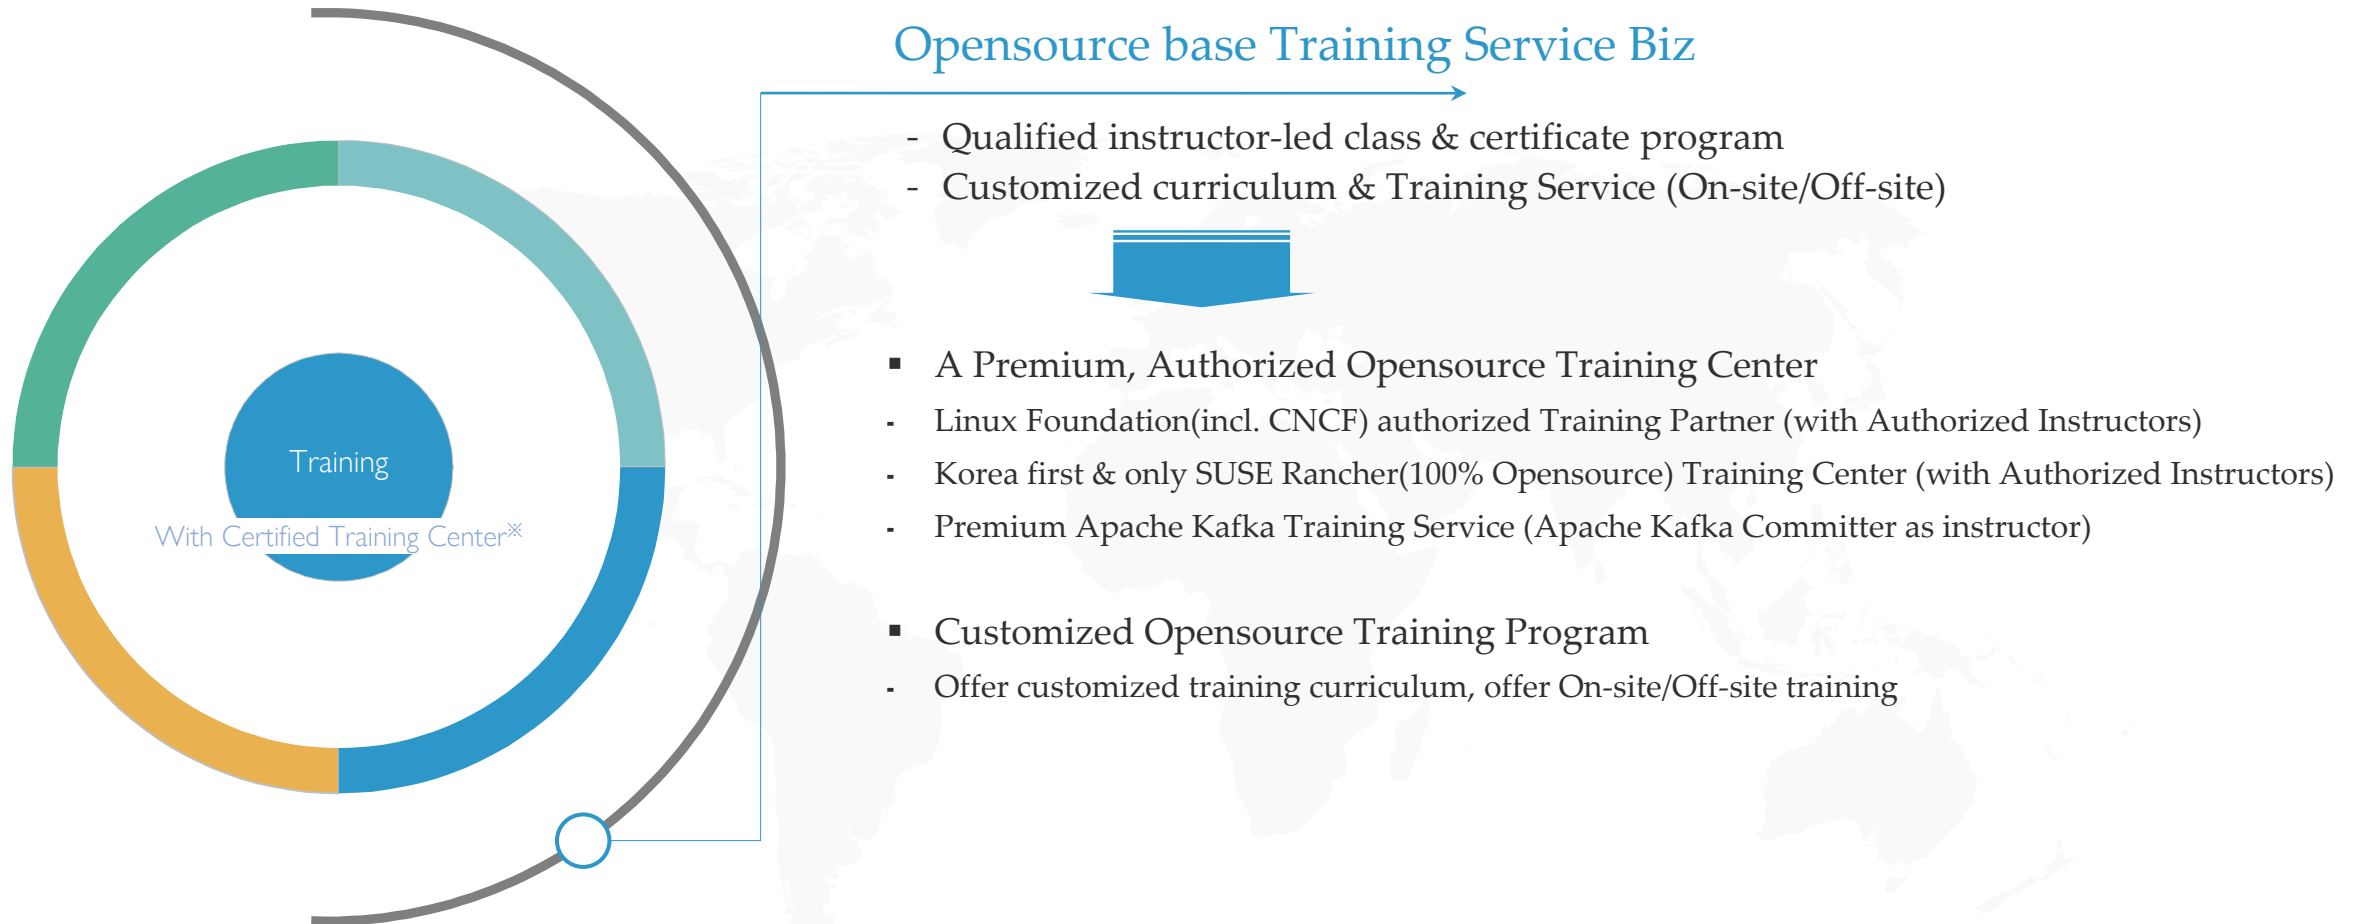 Opensource base Training Service Biz
- Qualified instructor-led class & certificate program
- Customized curriculum & Training Service (On-site/Off-site)
Training
With Certified Training Center※
▪ A Premium, Authorized Opensource Training Center
- Linux Foundation(incl. CNCF) authorized Training Partner (with Authorized Instructors)
- Korea first & only SUSE Rancher(100% Opensource) Training Center (with Authorized Instructors)
- Premium Apache Kafka Training Service (Apache Kafka Committer as instructor)
▪ Customized Opensource Training Program
- Offer customized training curriculum, offer On-site/Off-site training